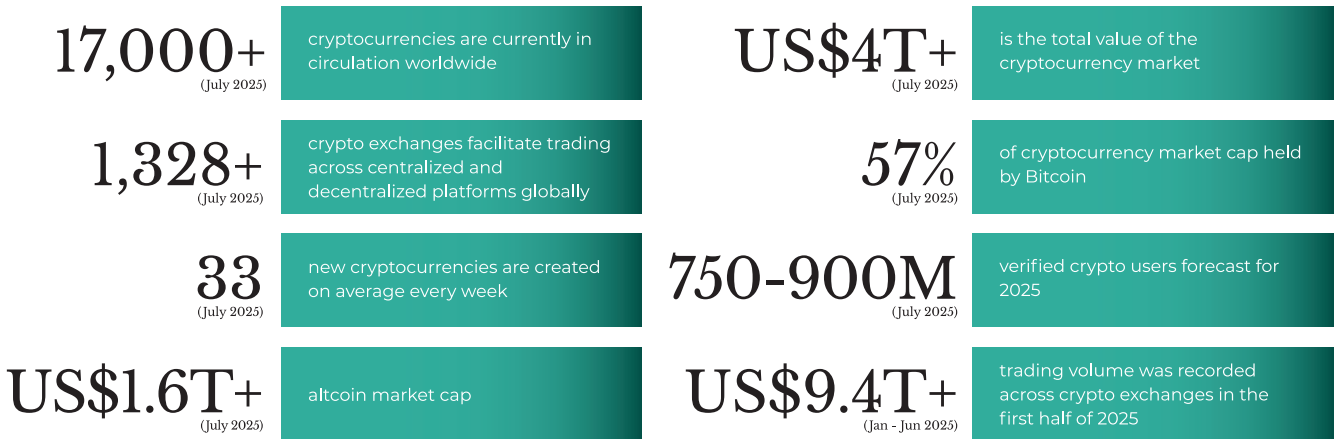 17,000+
(July 2025)
cryptocurrencies are currently in
circulation worldwide
US$4T+
(July 2025)
is the total value of the
cryptocurrency market
1,328+
(July 2025)
crypto exchanges facilitate trading
across centralized and
decentralized platforms globally
57%
(July 2025)
of cryptocurrency market cap held
by Bitcoin
33
(July 2025)
new cryptocurrencies are created
on average every week
750-900M
(July 2025)
verified crypto users forecast for
2025
US$1.6T+
(July 2025)
altcoin market cap
US$9.4T+
(Jan - Jun 2025)
trading volume was recorded
across crypto exchanges in the
first half of 2025